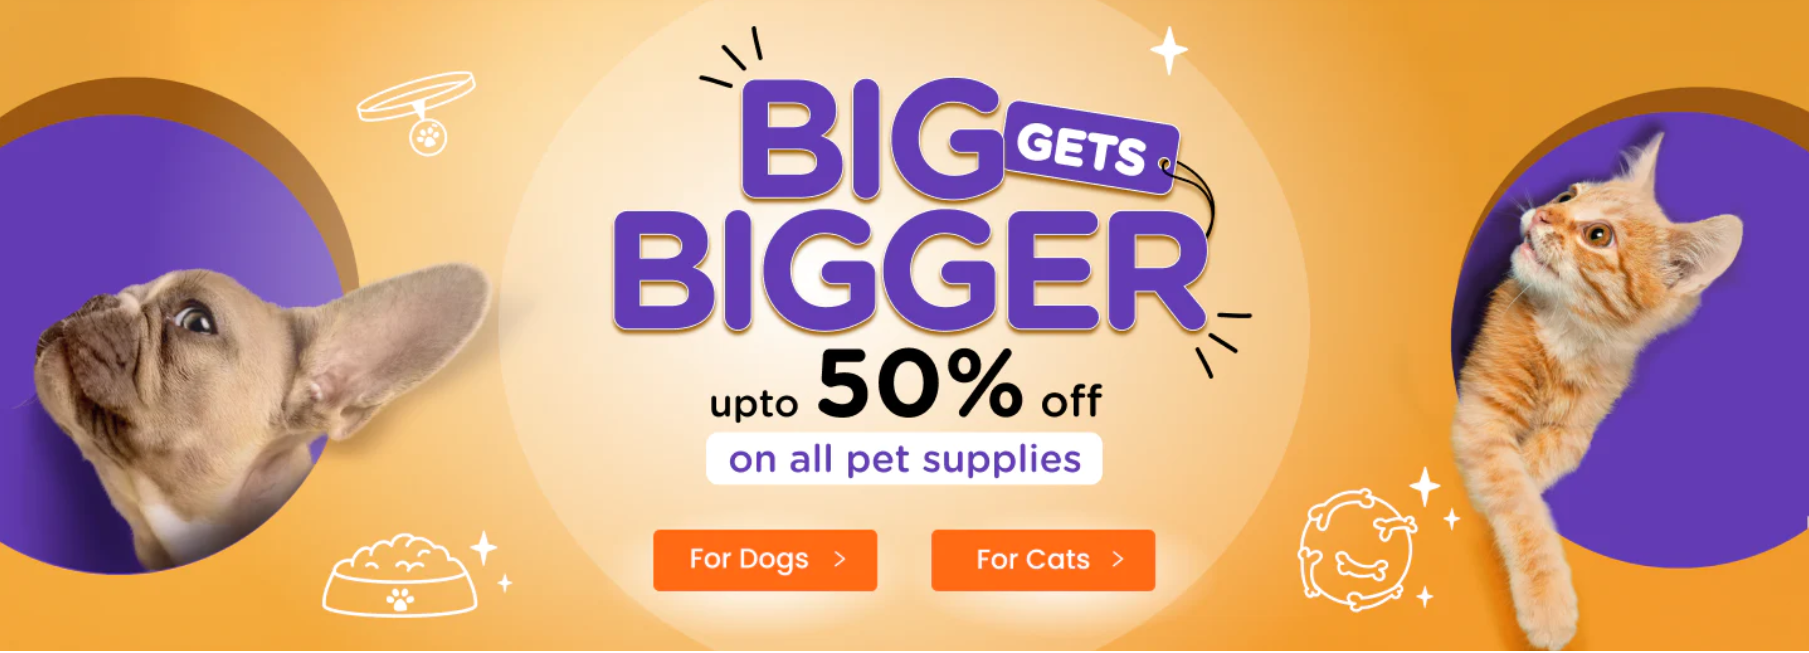 BIG GETS
BIGGER
upto 50% off
on all pet supplies
For Dogs >
For Cats >